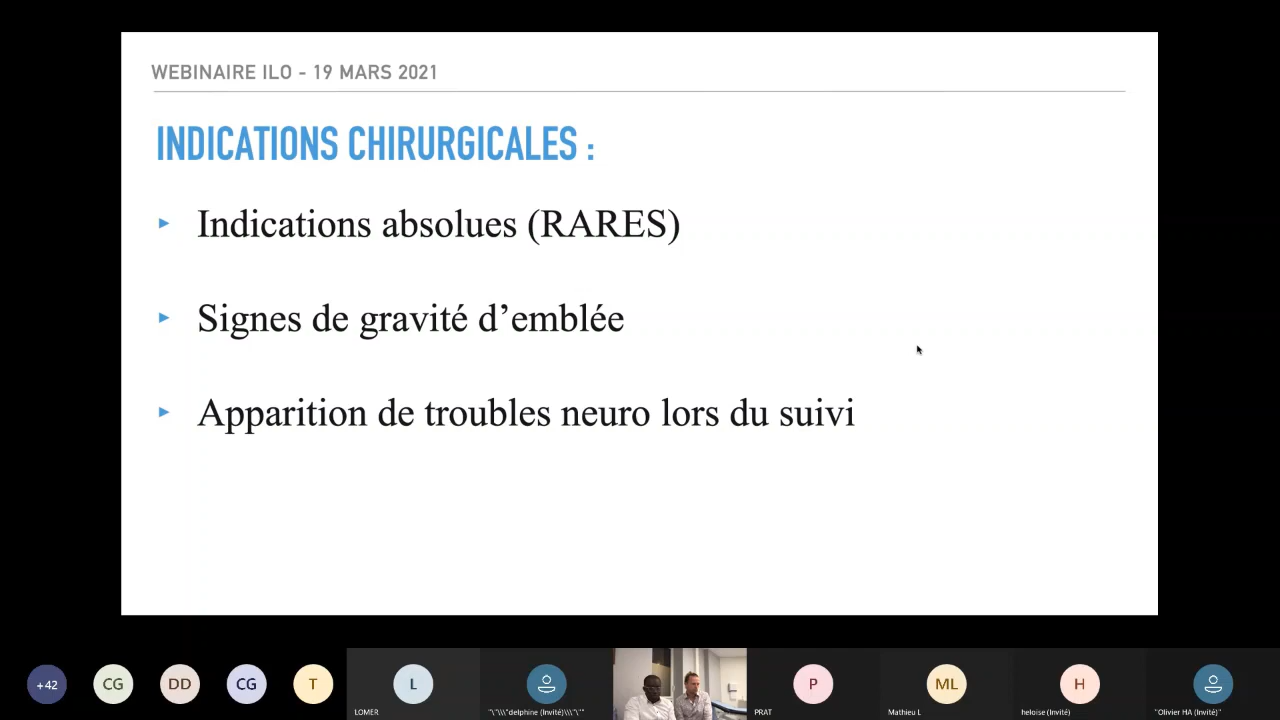 WEBINAIRE ILO - 19 MARS 2021
INDICATIONS CHIRURGICALES :
Indications absolues (RARES)
Signes de gravité d’emblée
Apparition de troubles neuro lors du suivi
+42
CG
DD
CG
T
L
P
ML
H
LOMER
"\"\\\"delphine (Invité)\\\"\""
PRAT
Mathieu L
heloise (Invité)
"Olivier HA (Invité)"